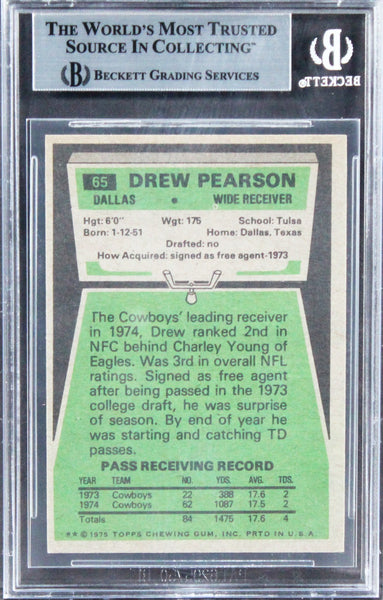 THE WORLD'S MOST TRUSTED
SOURCE IN COLLECTING™
B BECKETT GRADING SERVICES
B
BECKETT
65 DREW PEARSON
DALLAS • WIDE RECEIVER
Hgt: 6'0" Wgt: 175 School: Tulsa
Born: 1-12-51 Home: Dallas, Texas
Drafted: no
How Acquired: signed as free agent-1973
The Cowboys' leading receiver
in 1974, Drew ranked 2nd in
NFC behind Charley Young of
Eagles. Was 3rd in overall NFL
ratings. Signed as free agent
after being passed in the 1973
college draft, he was surprise
of season. By end of year he
was starting and catching TD
passes.
PASS RECEIVING RECORD
YEAR TEAM NO. YDS. AVG. TDS.
1973 Cowboys 22 388 17.6 2
1974 Cowboys 62 1087 17.5 2
Totals 84 1475 17.6 4
★★ © 1975 TOPPS CHEWING GUM, INC. PRTD IN U.S.A.